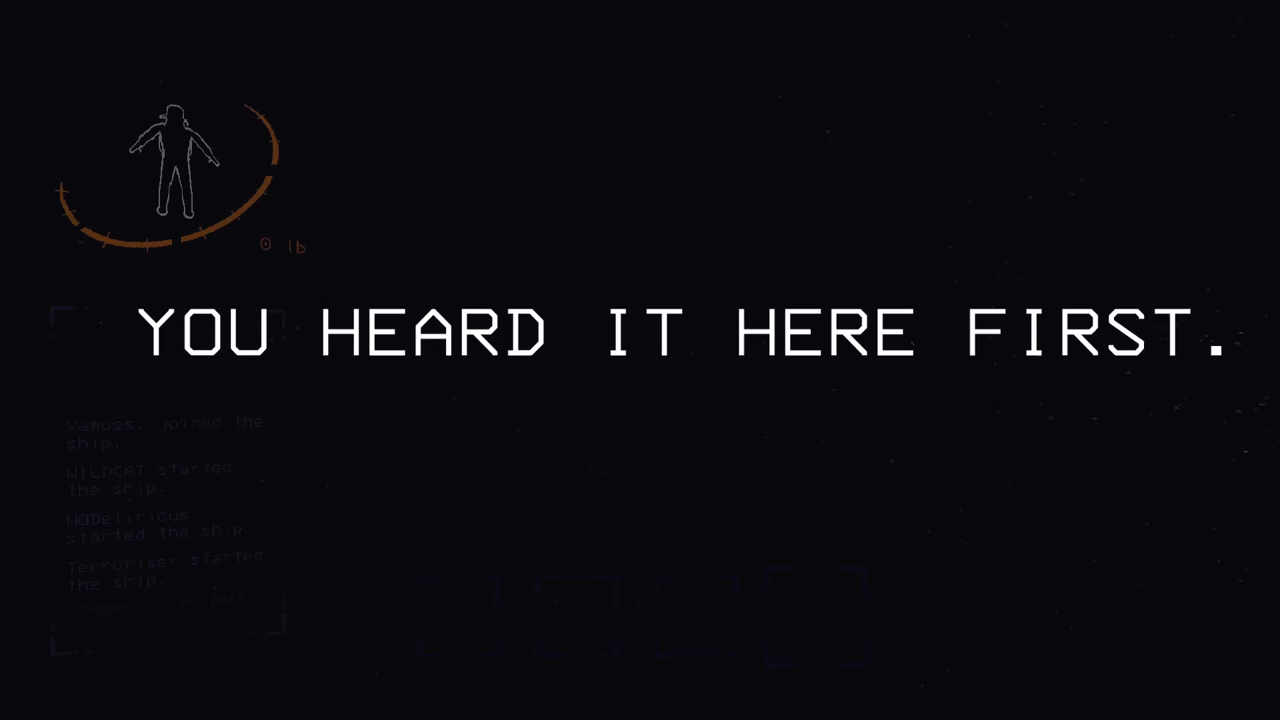 0 lb
YOU HEARD IT HERE FIRST.
Vanoss. joined the
ship.
WILDCAT started
the ship.
H2ODelirious
started the ship.
Terroriser started
the ship.